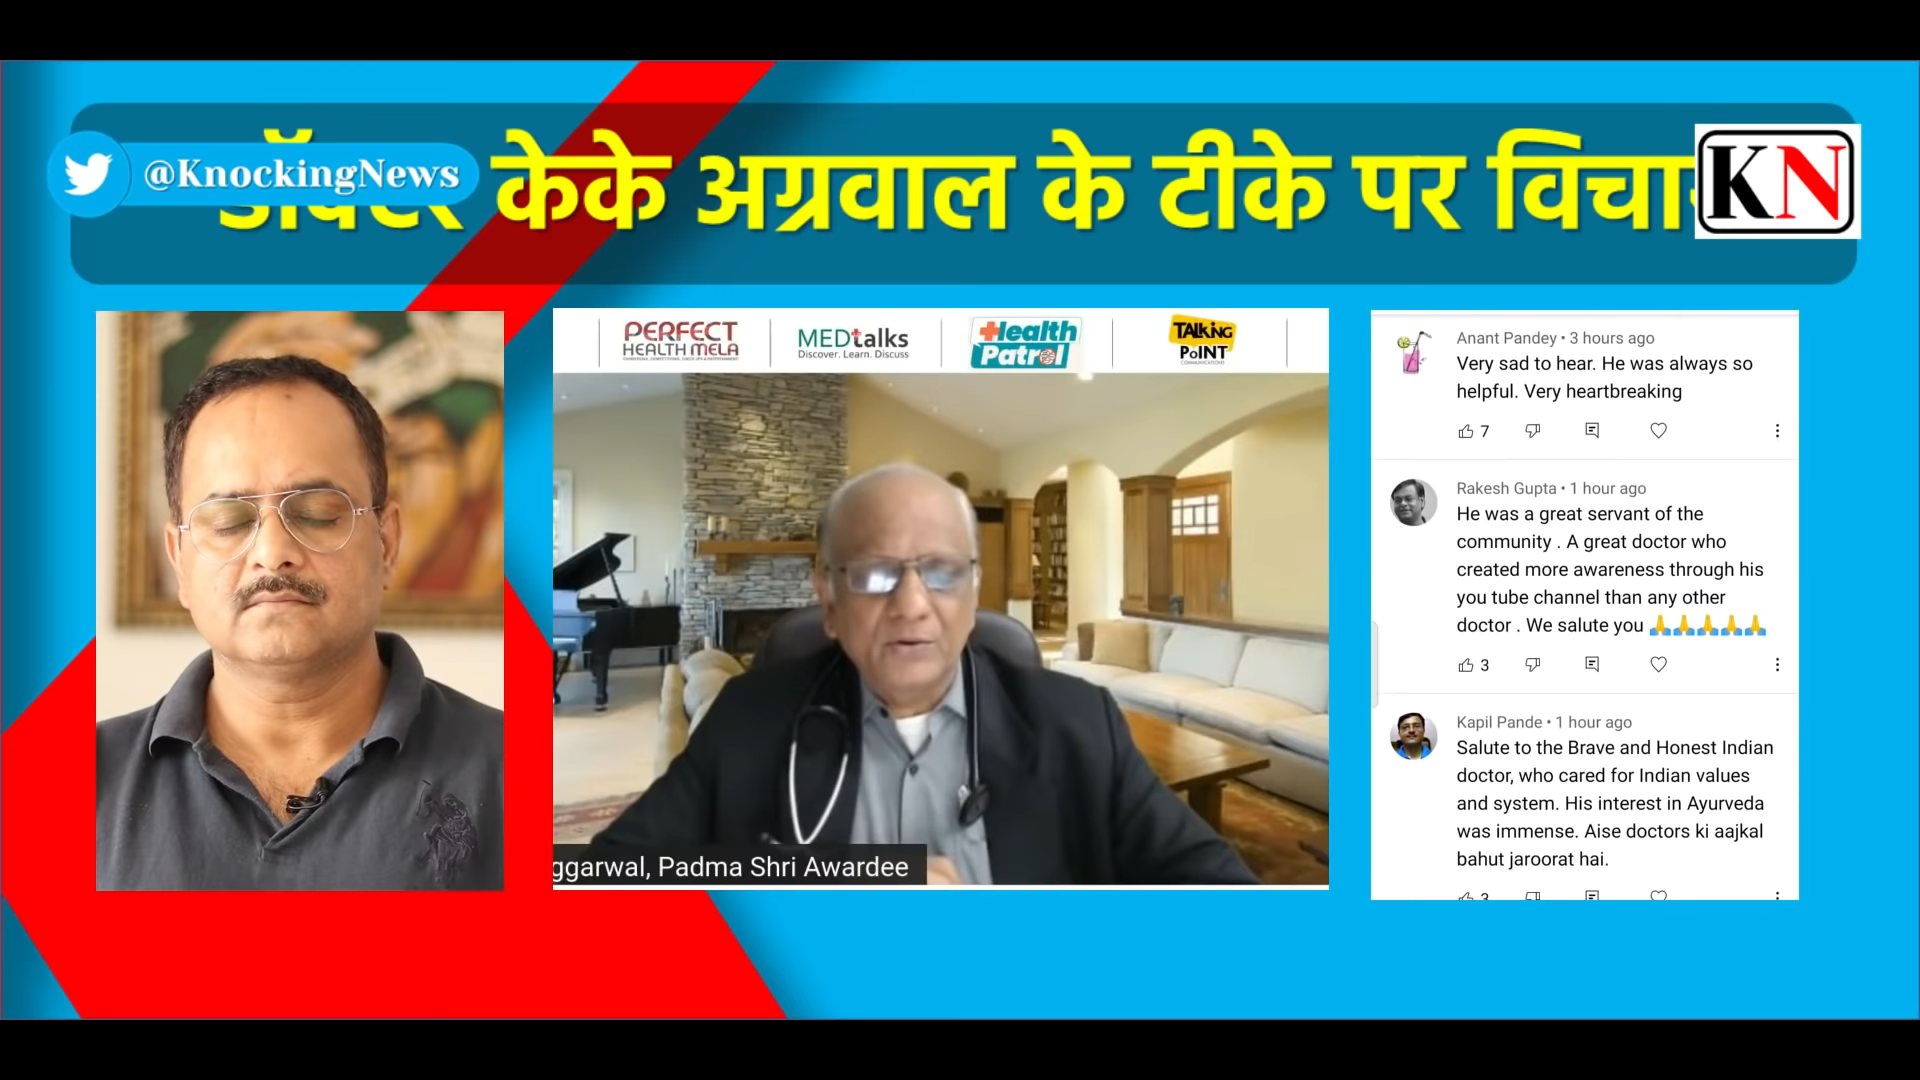 @KnockingNews
केके अग्रवाल के टीके पर
KN
PERFECT
HEALTH MELA
MEDtalks
Discover. Learn. Discuss
Health
Patrol
TALKING
POINT
ggarwal, Padma Shri Awardee
Anant Pandey • 3 hours ago
Very sad to hear. He was always so
helpful. Very heartbreaking
7
Rakesh Gupta • 1 hour ago
He was a great servant of the
community . A great doctor who
created more awareness through his
you tube channel than any other
doctor . We salute you 🙏🙏🙏🙏🙏
3
Kapil Pande • 1 hour ago
Salute to the Brave and Honest Indian
doctor, who cared for Indian values
and system. His interest in Ayurveda
was immense. Aise doctors ki aajkal
bahut jaroorat hai.
3